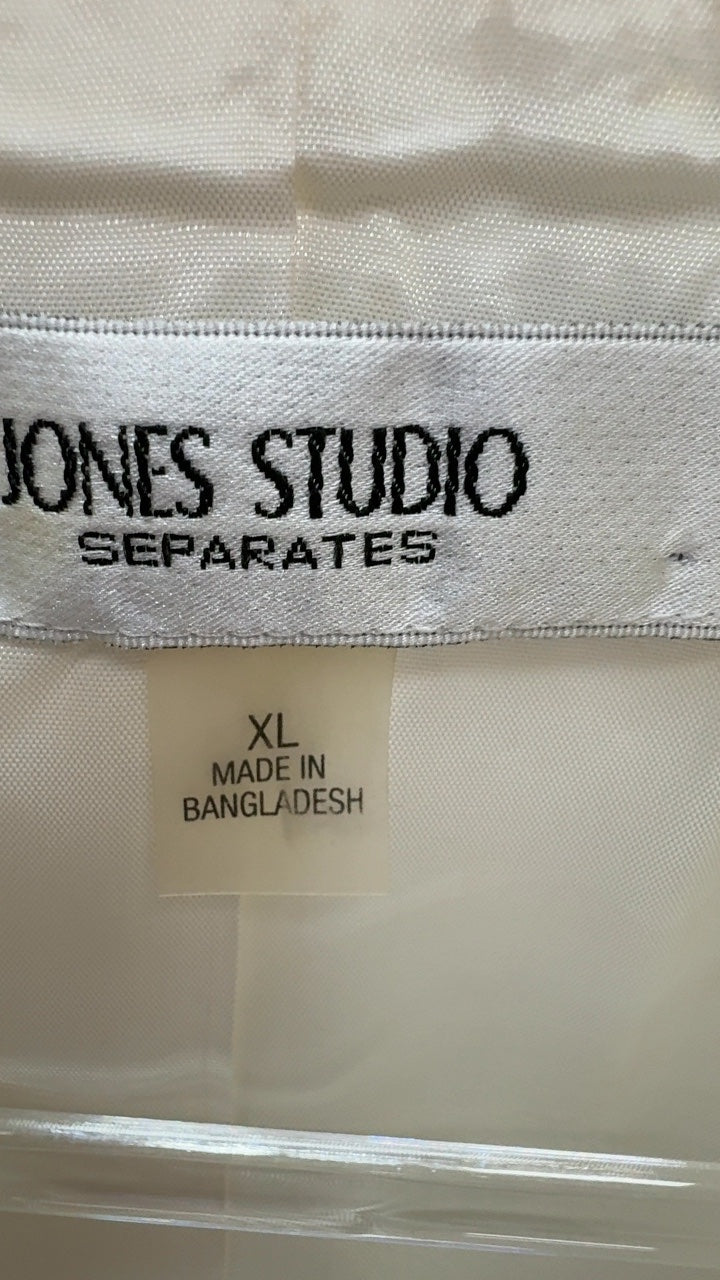 JONES STUDIO
SEPARATES
XL
MADE IN
BANGLADESH